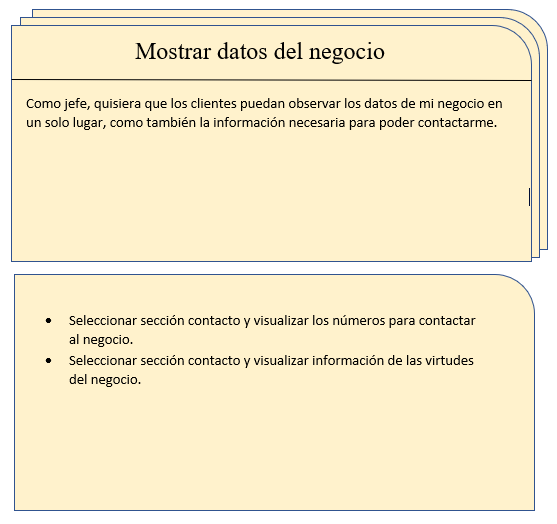 Mostrar datos del negocio
Como jefe, quisiera que los clientes puedan observar los datos de mi negocio en
un solo lugar, como también la información necesaria para poder contactarme.
• Seleccionar sección contacto y visualizar los números para contactar
al negocio.
• Seleccionar sección contacto y visualizar información de las virtudes
del negocio.